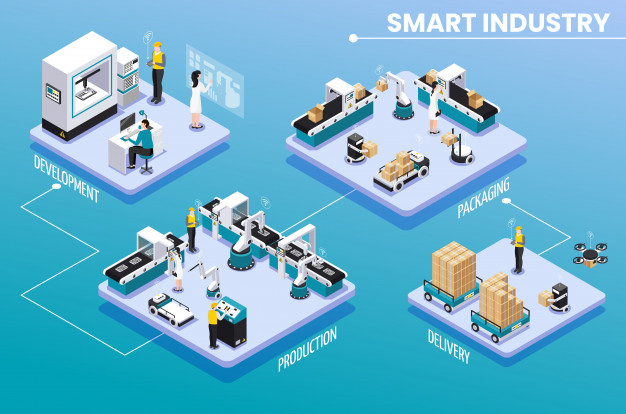 SMART INDUSTRY
DEVELOPMENT
PACKAGING
PRODUCTION
DELIVERY